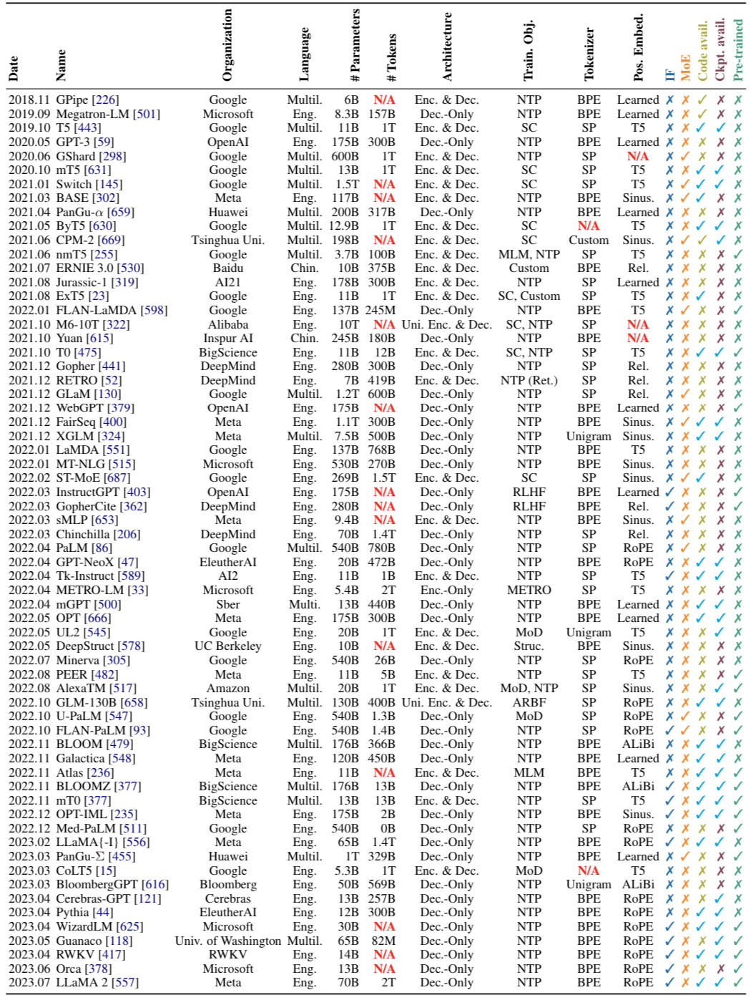 Date Name Organization Language # Parameters # Tokens Architecture Train. Obj. Tokenizer Pos. Embed. IF MoE Code avail. Ckpt. avail. Pre-trained
2018.11 GPipe [226] Google Multil. 6B N/A Enc. & Dec. NTP BPE Learned ✗ ✗ ✓ ✗ ✗
2019.09 Megatron-LM [501] Microsoft Eng. 8.3B 157B Dec.-Only NTP BPE Learned ✗ ✗ ✓ ✗ ✗
2019.10 T5 [443] Google Multil. 11B 1T Enc. & Dec. SC SP T5 ✗ ✗ ✓ ✓ ✗
2020.05 GPT-3 [59] OpenAI Eng. 175B 300B Dec.-Only NTP BPE Learned ✗ ✗ ✗ ✗ ✗
2020.06 GShard [298] Google Multil. 600B 1T Enc. & Dec. NTP SP N/A ✗ ✓ ✗ ✗ ✗
2020.10 mT5 [631] Google Multil. 13B 1T Enc. & Dec. SC SP T5 ✗ ✗ ✓ ✓ ✗
2021.01 Switch [145] Google Multil. 1.5T N/A Enc. & Dec. SC SP T5 ✗ ✓ ✓ ✓ ✗
2021.03 BASE [302] Meta Eng. 117B N/A Enc. & Dec. NTP BPE Sinus. ✗ ✓ ✓ ✗ ✗
2021.04 PanGu-α [659] Huawei Multil. 200B 317B Dec.-Only NTP BPE Learned ✗ ✗ ✗ ✗ ✗
2021.05 ByT5 [630] Google Multil. 12.9B 1T Enc. & Dec. SC N/A T5 ✗ ✗ ✓ ✓ ✗
2021.06 CPM-2 [669] Tsinghua Uni. Multil. 198B N/A Enc. & Dec. SC Custom Sinus. ✗ ✓ ✓ ✓ ✗
2021.06 nmT5 [255] Google Multil. 3.7B 100B Enc. & Dec. MLM, NTP SP T5 ✗ ✗ ✗ ✗ ✓
2021.07 ERNIE 3.0 [530] Baidu Chin. 10B 375B Enc. & Dec. Custom BPE Rel. ✗ ✗ ✗ ✗ ✗
2021.08 Jurassic-1 [319] AI21 Eng. 178B 300B Enc. & Dec. NTP SP Learned ✗ ✗ ✗ ✗ ✗
2021.08 ExT5 [23] Google Eng. 11B 1T Enc. & Dec. SC, Custom SP T5 ✗ ✗ ✓ ✗ ✗
2022.01 FLAN-LaMDA [598] Google Eng. 137B 245M Dec.-Only NTP BPE T5 ✗ ✓ ✗ ✗ ✓
2021.10 M6-10T [322] Alibaba Eng. 10T N/A Uni. Enc. & Dec. SC, NTP SP N/A ✗ ✗ ✗ ✗ ✗
2021.10 Yuan [615] Inspur AI Chin. 245B 180B Dec.-Only NTP BPE N/A ✗ ✗ ✗ ✗ ✗
2021.10 T0 [475] BigScience Eng. 11B 12B Enc. & Dec. SC, NTP SP T5 ✗ ✗ ✓ ✓ ✓
2021.12 Gopher [441] DeepMind Eng. 280B 300B Dec.-Only NTP SP Rel. ✗ ✗ ✗ ✗ ✗
2021.12 RETRO [52] DeepMind Eng. 7B 419B Enc. & Dec. NTP (Ret.) SP Rel. ✗ ✗ ✗ ✗ ✗
2021.12 GLaM [130] Google Multil. 1.2T 600B Dec.-Only NTP SP Rel. ✗ ✓ ✗ ✗ ✗
2021.12 WebGPT [379] OpenAI Eng. 175B N/A Dec.-Only NTP BPE Learned ✗ ✗ ✗ ✗ ✓
2021.12 FairSeq [400] Meta Eng. 1.1T 300B Dec.-Only NTP BPE Sinus. ✗ ✓ ✓ ✓ ✗
2021.12 XGLM [324] Meta Multil. 7.5B 500B Dec.-Only NTP Unigram Sinus. ✗ ✗ ✓ ✓ ✗
2022.01 LaMDA [551] Google Eng. 137B 768B Dec.-Only NTP BPE T5 ✗ ✗ ✗ ✗ ✗
2022.01 MT-NLG [515] Microsoft Eng. 530B 270B Dec.-Only NTP BPE Sinus. ✗ ✗ ✗ ✗ ✗
2022.02 ST-MoE [687] Google Eng. 269B 1.5T Enc. & Dec. SC SP Sinus. ✗ ✓ ✓ ✗ ✗
2022.03 InstructGPT [403] OpenAI Eng. 175B N/A Dec.-Only RLHF BPE Learned ✓ ✗ ✗ ✗ ✓
2022.03 GopherCite [362] DeepMind Eng. 280B N/A Dec.-Only RLHF BPE Rel. ✓ ✗ ✗ ✗ ✓
2022.03 sMLP [653] Meta Eng. 9.4B N/A Enc. & Dec. NTP BPE Sinus. ✗ ✓ ✗ ✗ ✗
2022.03 Chinchilla [206] DeepMind Eng. 70B 1.4T Dec.-Only NTP SP Rel. ✗ ✗ ✗ ✗ ✗
2022.04 PaLM [86] Google Multil. 540B 780B Dec.-Only NTP SP RoPE ✗ ✓ ✗ ✗ ✗
2022.04 GPT-NeoX [47] EleutherAI Eng. 20B 472B Dec.-Only NTP BPE RoPE ✗ ✗ ✓ ✓ ✗
2022.04 Tk-Instruct [589] AI2 Eng. 11B 1B Enc. & Dec. NTP SP T5 ✓ ✗ ✓ ✓ ✓
2022.04 METRO-LM [33] Microsoft Eng. 5.4B 2T Enc.-Only METRO SP T5 ✗ ✗ ✗ ✗ ✗
2022.04 mGPT [500] Sber Multi. 13B 440B Dec.-Only NTP BPE Learned ✗ ✗ ✓ ✓ ✗
2022.05 OPT [666] Meta Eng. 175B 300B Dec.-Only NTP BPE Learned ✗ ✗ ✓ ✓ ✗
2022.05 UL2 [545] Google Eng. 20B 1T Enc. & Dec. MoD Unigram T5 ✗ ✗ ✗ ✓ ✗
2022.05 DeepStruct [578] UC Berkeley Eng. 10B N/A Enc. & Dec. Struc. BPE Sinus. ✗ ✗ ✗ ✗ ✗
2022.07 Minerva [305] Google Eng. 540B 26B Dec.-Only NTP SP RoPE ✗ ✗ ✗ ✗ ✗
2022.08 PEER [482] Meta Eng. 11B 5B Enc. & Dec. NTP SP T5 ✗ ✗ ✗ ✗ ✓
2022.08 AlexaTM [517] Amazon Multil. 20B 1T Enc. & Dec. MoD, NTP SP Sinus. ✗ ✗ ✗ ✓ ✓
2022.10 GLM-130B [658] Tsinghua Uni. Multil. 130B 400B Uni. Enc. & Dec. ARBF SP RoPE ✗ ✗ ✓ ✓ ✗
2022.10 U-PaLM [547] Google Eng. 540B 1.3B Dec.-Only MoD SP RoPE ✗ ✓ ✗ ✗ ✓
2022.10 FLAN-PaLM [93] Google Eng. 540B 1.4B Dec.-Only NTP SP RoPE ✓ ✓ ✗ ✗ ✓
2022.11 BLOOM [479] BigScience Multil. 176B 366B Dec.-Only NTP BPE ALiBi ✗ ✗ ✓ ✓ ✗
2022.11 Galactica [548] Meta Eng. 120B 450B Dec.-Only NTP BPE Learned ✗ ✗ ✓ ✓ ✗
2022.11 Atlas [236] Meta Eng. 11B N/A Enc. & Dec. MLM BPE T5 ✗ ✗ ✓ ✓ ✓
2022.11 BLOOMZ [377] BigScience Multil. 176B 13B Dec.-Only NTP BPE ALiBi ✓ ✗ ✓ ✓ ✓
2022.11 mT0 [377] BigScience Multil. 13B 13B Enc. & Dec. NTP SP T5 ✓ ✗ ✓ ✓ ✓
2022.12 OPT-IML [235] Meta Eng. 175B 2B Dec.-Only NTP BPE Sinus. ✓ ✗ ✓ ✓ ✓
2022.12 Med-PaLM [511] Google Eng. 540B 0B Dec.-Only NTP SP RoPE ✗ ✗ ✗ ✗ ✓
2023.02 LLaMA{-I} [556] Meta Eng. 65B 1.4T Dec.-Only NTP BPE RoPE ✓ ✗ ✓ ✓ ✗
2023.03 PanGu-Σ [455] Huawei Multil. 1T 329B Dec.-Only NTP BPE Learned ✗ ✓ ✗ ✗ ✓
2023.03 CoLT5 [15] Google Eng. 5.3B 1T Enc. & Dec. MoD N/A T5 ✗ ✗ ✗ ✗ ✗
2023.03 BloombergGPT [616] Bloomberg Eng. 50B 569B Dec.-Only NTP Unigram ALiBi ✗ ✗ ✗ ✗ ✗
2023.04 Cerebras-GPT [121] Cerebras Eng. 13B 257B Dec.-Only NTP BPE RoPE ✗ ✗ ✗ ✓ ✗
2023.04 Pythia [44] EleutherAI Eng. 12B 300B Dec.-Only NTP BPE RoPE ✗ ✗ ✓ ✓ ✗
2023.04 WizardLM [625] Microsoft Eng. 30B N/A Dec.-Only NTP BPE RoPE ✓ ✗ ✓ ✓ ✓
2023.05 Guanaco [118] Univ. of Washington Multil. 65B 82M Dec.-Only NTP BPE RoPE ✓ ✗ ✗ ✓ ✓
2023.04 RWKV [417] RWKV Eng. 14B N/A Dec.-Only NTP BPE RoPE ✓ ✗ ✓ ✓ ✓
2023.06 Orca [378] Microsoft Eng. 13B N/A Dec.-Only NTP BPE RoPE ✓ ✗ ✗ ✗ ✓
2023.07 LLaMA 2 [557] Meta Eng. 70B 2T Dec.-Only NTP BPE RoPE ✓ ✗ ✓ ✓ ✓